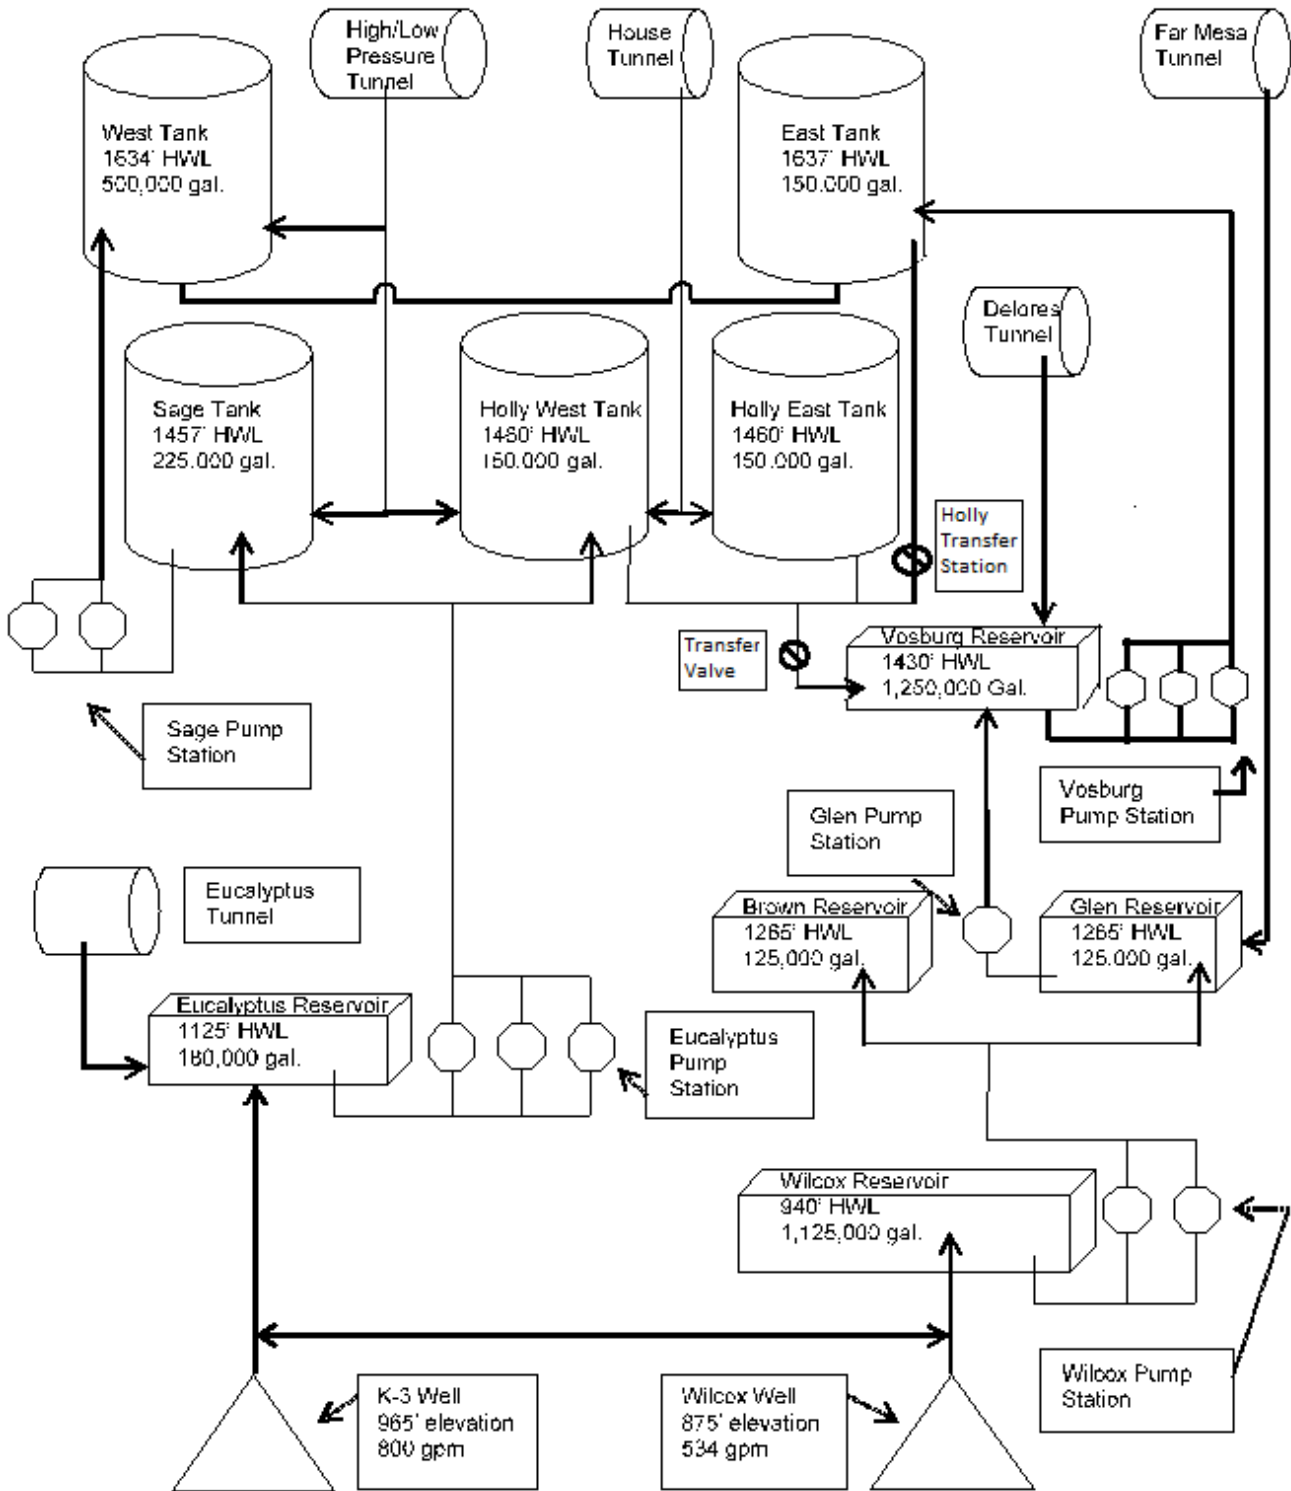 High/Low
Pressure
Tunnel
House
Tunnel
Far Mesa
Tunnel
West Tank
1634' HWL
500,000 gal.
East Tank
1637' HWL
150.000 gal.
Delores
Tunnel
Sage Tank
1457' HWL
225.000 gal.
Holly West Tank
1460' HWL
150.000 gal.
Holly East Tank
1460' HWL
150.000 gal.
Holly
Transfer
Station
Transfer
Valve
Vosburg Reservoir
1430' HWL
1,250,000 Gal.
Sage Pump
Station
Vosburg
Pump Station
Glen Pump
Station
Eucalyptus
Tunnel
Brown Reservoir
1265' HWL
125,000 gal.
Glen Reservoir
1265' HWL
125.000 gal.
Eucalyptus Reservoir
1125' HWL
180,000 gal.
Eucalyptus
Pump
Station
Wilcox Reservoir
940' HWL
1,125,000 gal.
K-3 Well
965' elevation
800 gpm
Wilcox Well
875' elevation
534 gpm
Wilcox Pump
Station